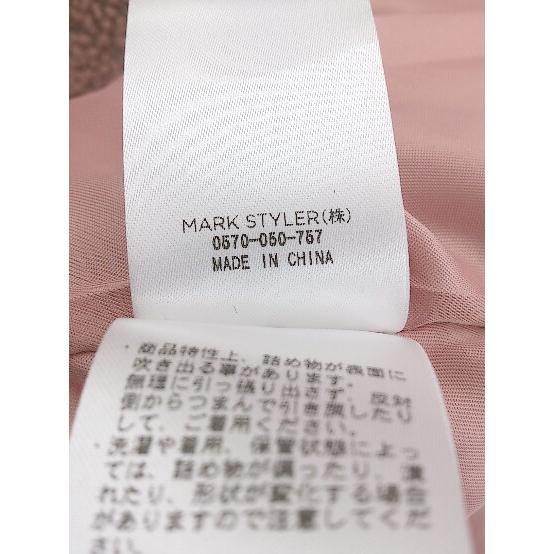 MARK STYLER(株)
0570-050-757
MADE IN CHINA
・商品特性上、詰め物が表面に
吹き出る事があります。
無理に引っ張り出さず、反対
側からつまんで引き戻したり
して、ご着用ください。
・洗濯や着用、保管状態によっ
ては、詰め物が偏ったり、潰
れたり、形状が変化する場合
がありますので注意してくだ
さい。